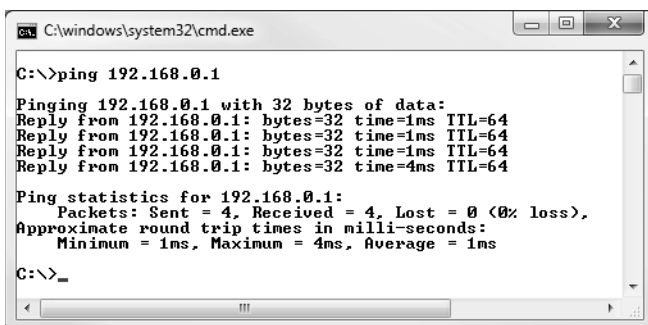 C:\windows\system32\cmd.exe
C:\>ping 192.168.0.1
Pinging 192.168.0.1 with 32 bytes of data:
Reply from 192.168.0.1: bytes=32 time=1ms TTL=64
Reply from 192.168.0.1: bytes=32 time=1ms TTL=64
Reply from 192.168.0.1: bytes=32 time=1ms TTL=64
Reply from 192.168.0.1: bytes=32 time=4ms TTL=64
Ping statistics for 192.168.0.1:
    Packets: Sent = 4, Received = 4, Lost = 0 (0% loss),
Approximate round trip times in milli-seconds:
    Minimum = 1ms, Maximum = 4ms, Average = 1ms
C:\>_